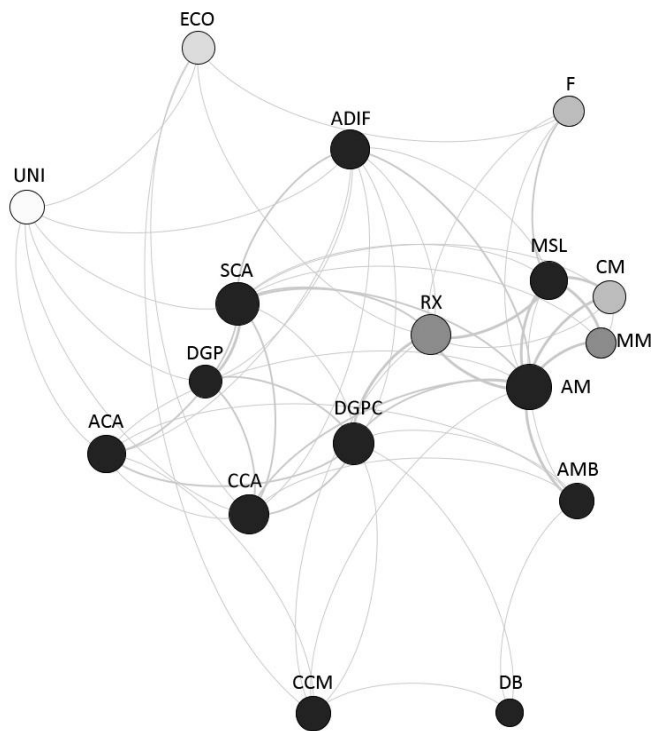 ECO
F
ADIF
UNI
MSL
SCA
CM
RX
MM
DGP
AM
DGPC
ACA
CCA
AMB
CCM
DB